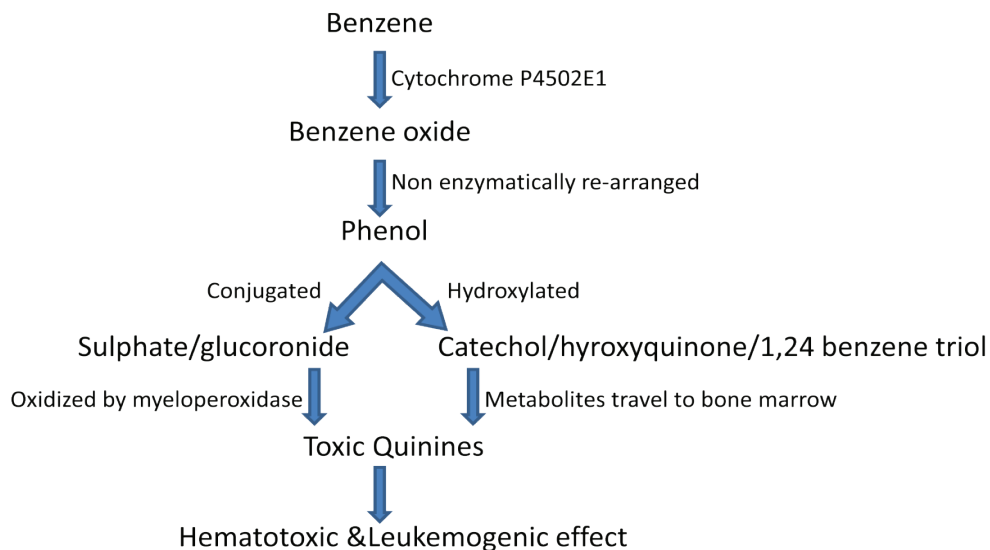 Benzene
Cytochrome P4502E1
Benzene oxide
Non enzymatically re-arranged
Phenol
Conjugated
Hydroxylated
Sulphate/glucoronide
Catechol/hyroxyquinone/1,24 benzene triol
Oxidized by myeloperoxidase
Metabolites travel to bone marrow
Toxic Quinines
Hematotoxic &Leukemogenic effect